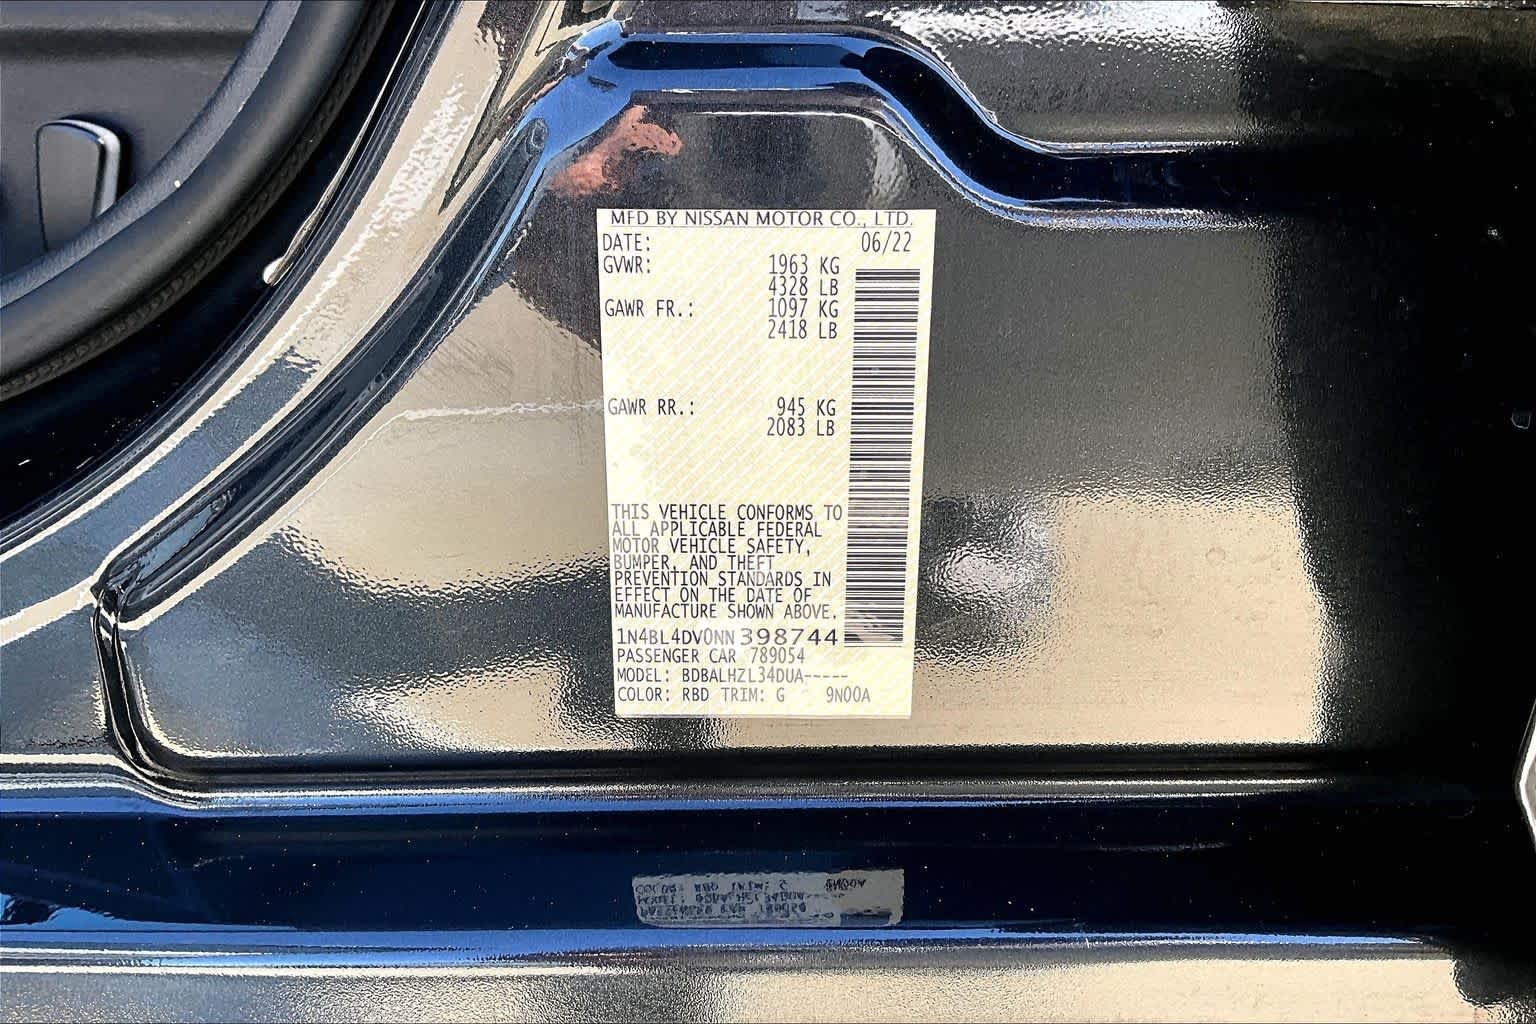 MFD BY NISSAN MOTOR CO., LTD.
DATE: 06/22
GVWR: 1963 KG
4328 LB
GAWR FR.: 1097 KG
2418 LB
GAWR RR.: 945 KG
2083 LB
THIS VEHICLE CONFORMS TO
ALL APPLICABLE FEDERAL
MOTOR VEHICLE SAFETY,
BUMPER, AND THEFT
PREVENTION STANDARDS IN
EFFECT ON THE DATE OF
MANUFACTURE SHOWN ABOVE.
1N4BL4DV0NN398744
PASSENGER CAR 789054
MODEL: BDBALHZL34DUA-----
COLOR: RBD TRIM: G 9N00A